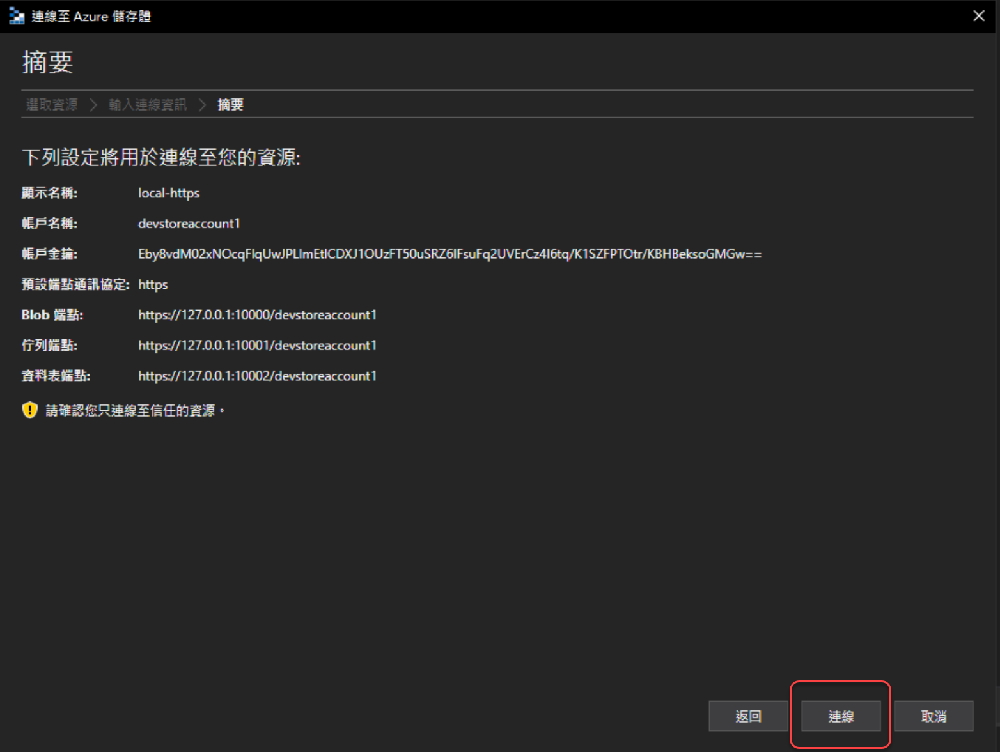 連線至 Azure 儲存體
摘要
選取資源 > 輸入連線資訊 > 摘要
下列設定將用於連線至您的資源:
顯示名稱: local-https
帳戶名稱: devstoreaccount1
帳戶金鑰: Eby8vdM02xNOcqFlqUwJPLlmEtlCDXJ1OUzFT50uSRZ6IFsuFq2UVErCz4I6tq/K1SZFPTOtr/KBHBeksoGMGw==
預設端點通訊協定: https
Blob 端點: https://127.0.0.1:10000/devstoreaccount1
佇列端點: https://127.0.0.1:10001/devstoreaccount1
資料表端點: https://127.0.0.1:10002/devstoreaccount1
請確認您只連線至信任的資源。
返回 連線 取消